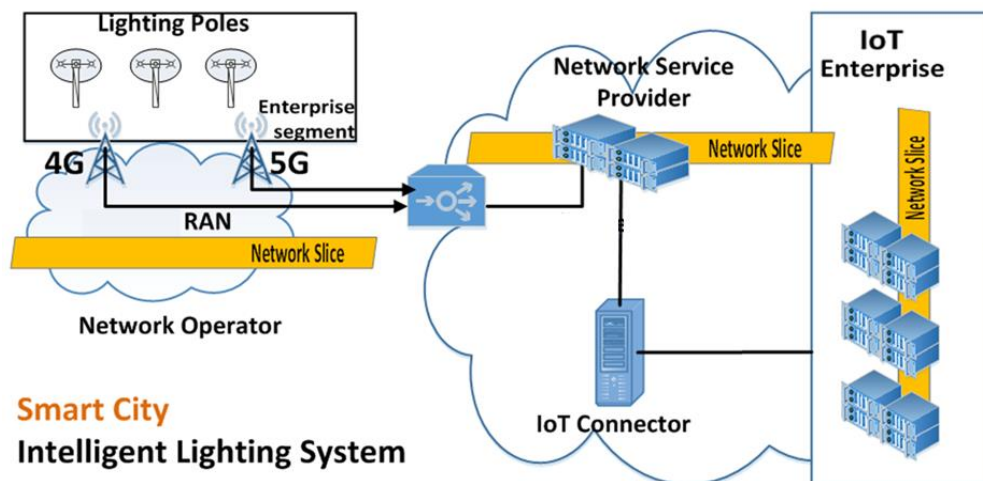 Lighting Poles
Enterprise
segment
4G
5G
RAN
Network Slice
Network Operator
Smart City
Intelligent Lighting System
Network Service
Provider
Network Slice
IoT Connector
IoT
Enterprise
Network Slice